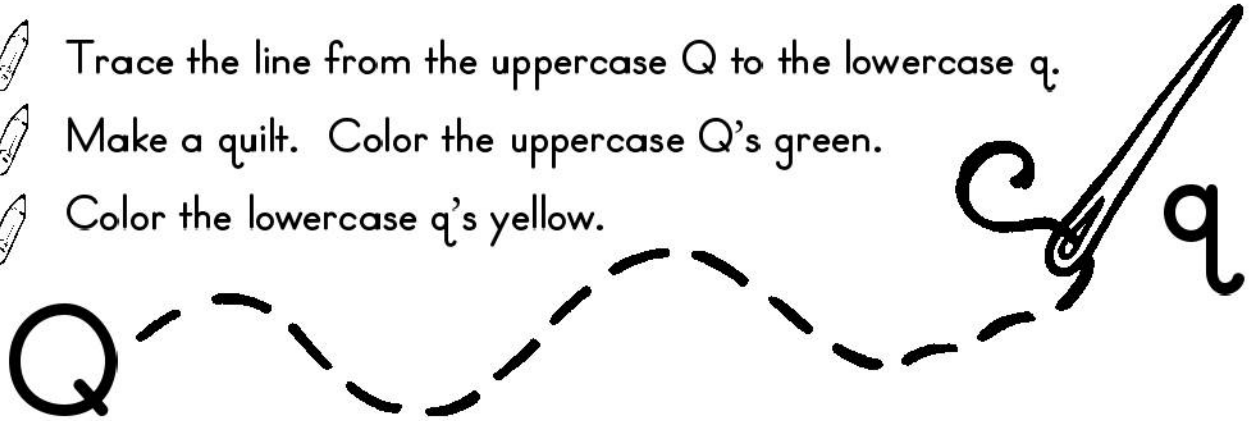 Trace the line from the uppercase Q to the lowercase q.
Make a quilt. Color the uppercase Q's green.
Color the lowercase q's yellow.
Q
q